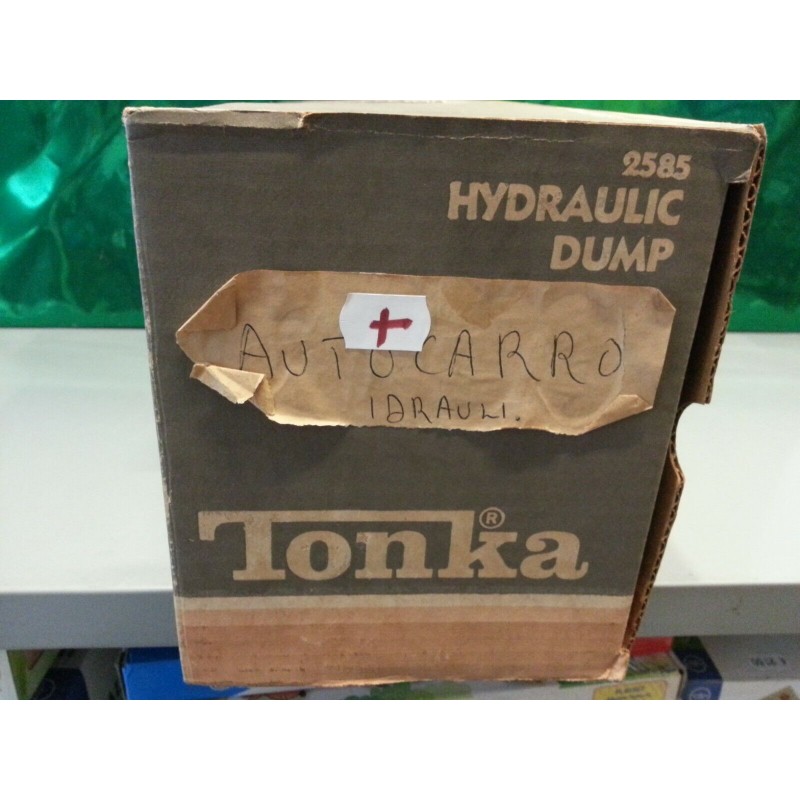 2585
HYDRAULIC
DUMP
+
AUTOCARRO
IDRAULI.
Tonka®